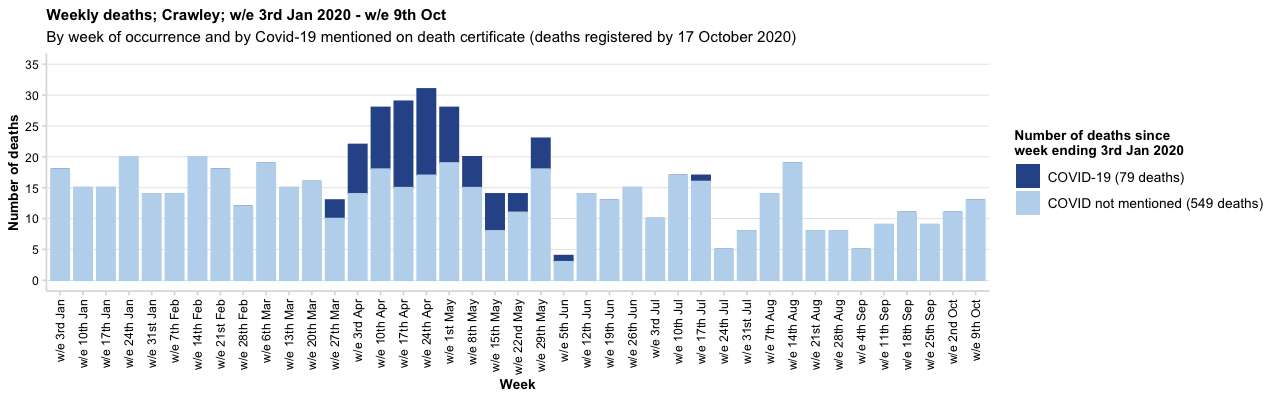 Weekly deaths; Crawley; w/e 3rd Jan 2020 - w/e 9th Oct
By week of occurrence and by Covid-19 mentioned on death certificate (deaths registered by 17 October 2020)
Number of deaths
35
30
25
20
15
10
5
0
w/e 3rd Jan
w/e 10th Jan
w/e 17th Jan
w/e 24th Jan
w/e 31st Jan
w/e 7th Feb
w/e 14th Feb
w/e 21st Feb
w/e 28th Feb
w/e 6th Mar
w/e 13th Mar
w/e 20th Mar
w/e 27th Mar
w/e 3rd Apr
w/e 10th Apr
w/e 17th Apr
w/e 24th Apr
w/e 1st May
w/e 8th May
w/e 15th May
w/e 22nd May
w/e 29th May
w/e 5th Jun
w/e 12th Jun
w/e 19th Jun
w/e 26th Jun
w/e 3rd Jul
w/e 10th Jul
w/e 17th Jul
w/e 24th Jul
w/e 31st Jul
w/e 7th Aug
w/e 14th Aug
w/e 21st Aug
w/e 28th Aug
w/e 4th Sep
w/e 11th Sep
w/e 18th Sep
w/e 25th Sep
w/e 2nd Oct
w/e 9th Oct
Week
Number of deaths since
week ending 3rd Jan 2020
COVID-19 (79 deaths)
COVID not mentioned (549 deaths)